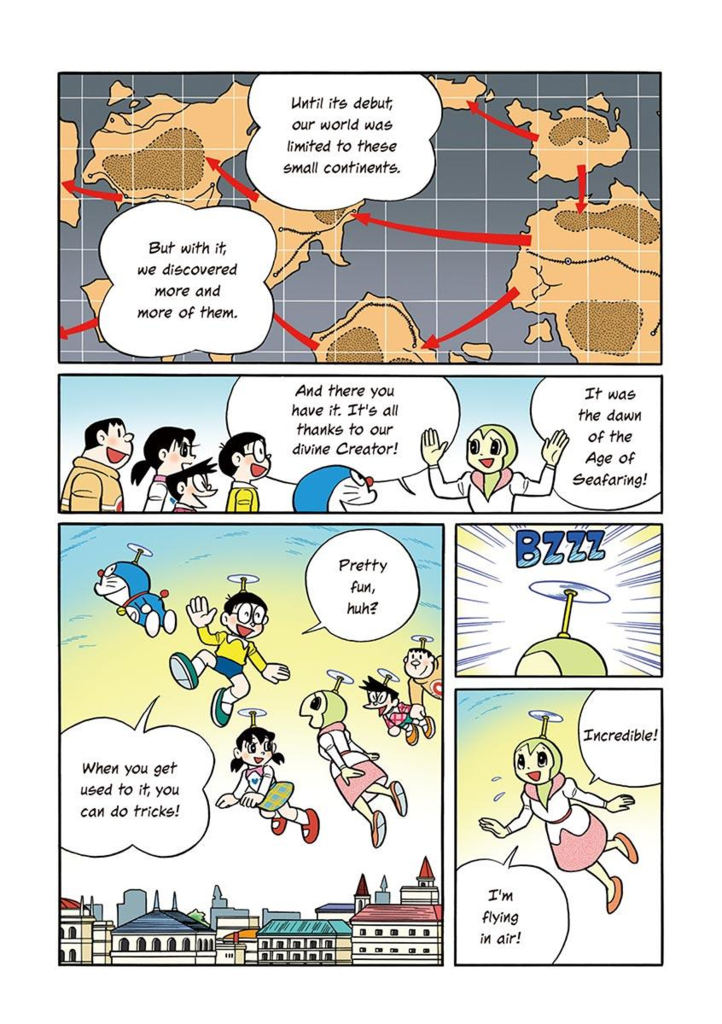 Until its debut,
our world was
limited to these
small continents.
But with it,
we discovered
more and
more of them.
And there you
have it. It's all
thanks to our
divine Creator!
It was
the dawn
of the
Age of
Seafaring!
Pretty
fun,
huh?
When you get
used to it, you
can do tricks!
BZZZ
Incredible!
I'm
flying
in air!